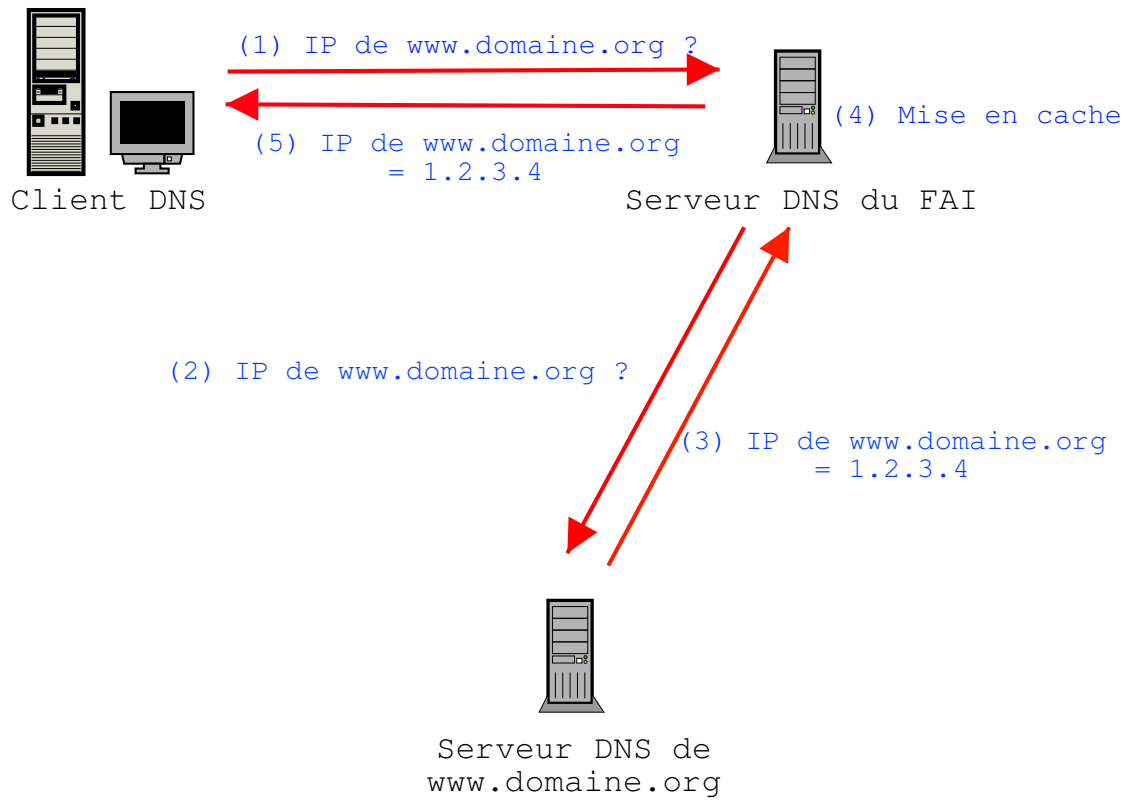 (1) IP de www.domaine.org ?
(4) Mise en cache
(5) IP de www.domaine.org
= 1.2.3.4
Client DNS
Serveur DNS du FAI
(2) IP de www.domaine.org ?
(3) IP de www.domaine.org
= 1.2.3.4
Serveur DNS de
www.domaine.org